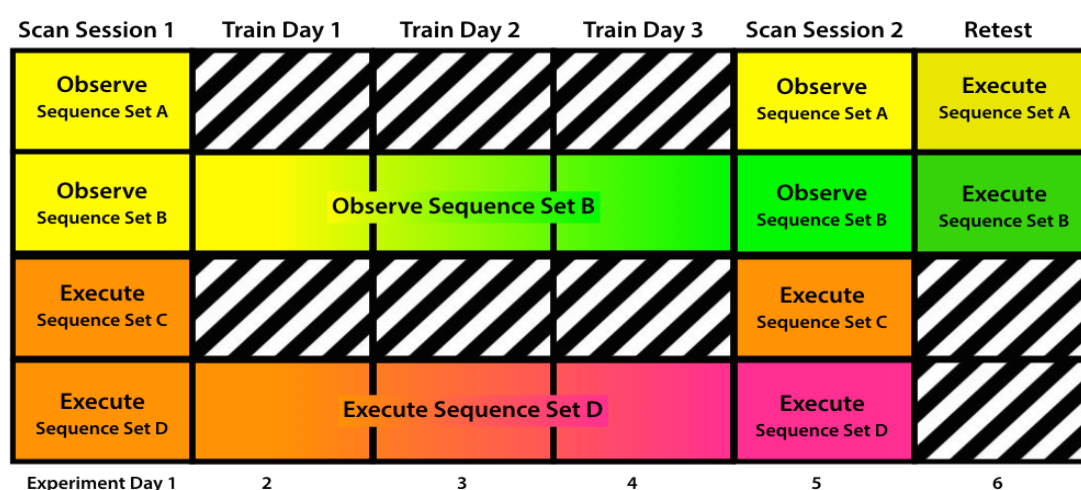 Scan Session 1 Train Day 1 Train Day 2 Train Day 3 Scan Session 2 Retest
Observe
Sequence Set A
Observe
Sequence Set A
Execute
Sequence Set A
Observe
Sequence Set B
Observe Sequence Set B
Observe
Sequence Set B
Execute
Sequence Set B
Execute
Sequence Set C
Execute
Sequence Set C
Execute
Sequence Set D
Execute Sequence Set D
Execute
Sequence Set D
Experiment Day 1 2 3 4 5 6